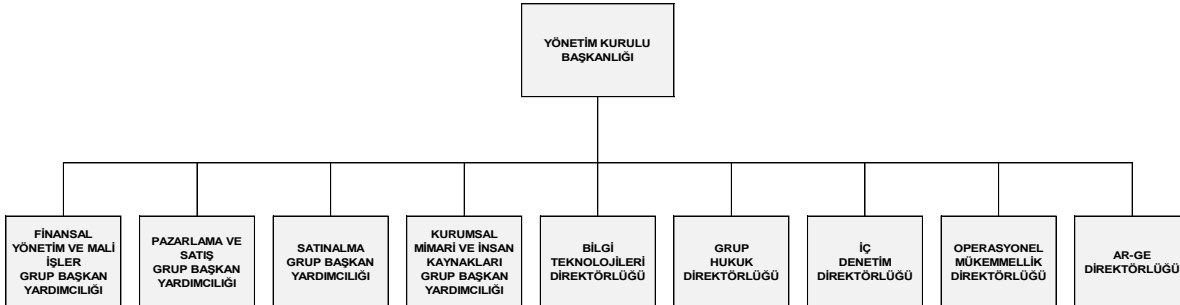 YÖNETİM KURULU
BAŞKANLIĞI
FİNANSAL
YÖNETİM VE MALİ
İŞLER
GRUP BAŞKAN
YARDIMCILIĞI
PAZARLAMA VE
SATIŞ
GRUP BAŞKAN
YARDIMCILIĞI
SATINALMA
GRUP BAŞKAN
YARDIMCILIĞI
KURUMSAL
MİMARİ VE İNSAN
KAYNAKLARI
GRUP BAŞKAN
YARDIMCILIĞI
BİLGİ
TEKNOLOJİLERİ
DİREKTÖRLÜĞÜ
GRUP
HUKUK
DİREKTÖRLÜĞÜ
İÇ
DENETİM
DİREKTÖRLÜĞÜ
OPERASYONEL
MÜKEMMELLİK
DİREKTÖRLÜĞÜ
AR-GE
DİREKTÖRLÜĞÜ